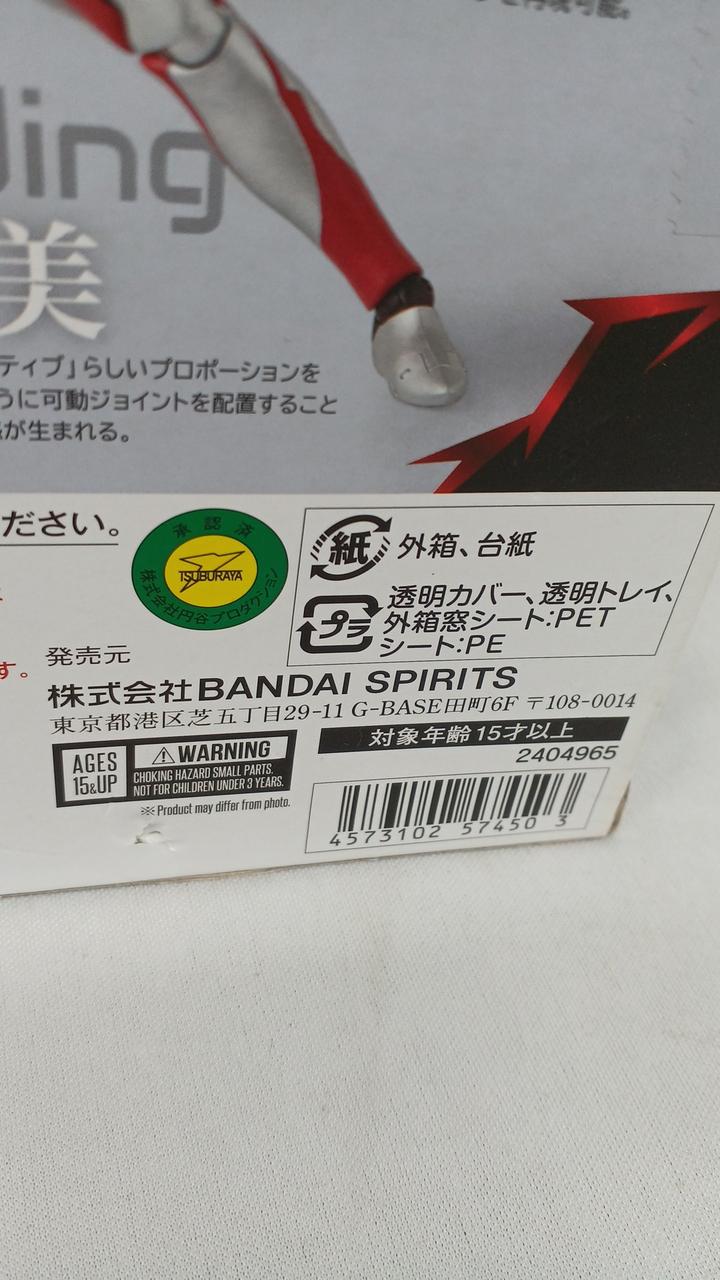 ling
美
ティブ」らしいプロポーションを
うに可動ジョイントを配置すること
が生まれる。
ださい。
承認済
TSUBURAYA
株式会社円谷プロダクション
紙 外箱、台紙
プラ 透明カバー、透明トレイ、
外箱窓シート:PET
シート:PE
す。
発売元
株式会社BANDAI SPIRITS
東京都港区芝五丁目29-11 G-BASE田町6F 〒108-0014
AGES
15&UP
⚠WARNING
CHOKING HAZARD SMALL PARTS.
NOT FOR CHILDREN UNDER 3 YEARS.
※Product may differ from photo.
対象年齢15才以上
2404965
4573102 57450 3